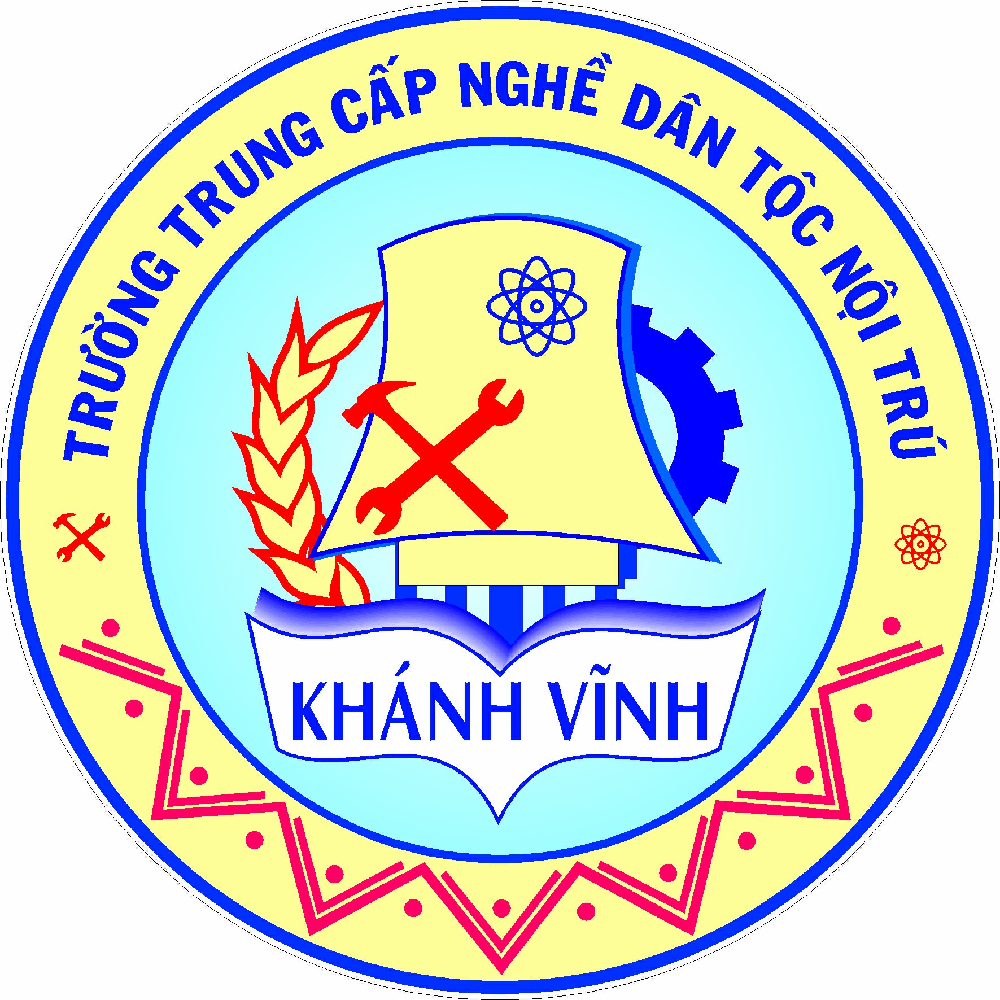 TRƯỜNG TRUNG CẤP NGHỀ DÂN TỘC NỘI TRÚ
KHÁNH VĨNH